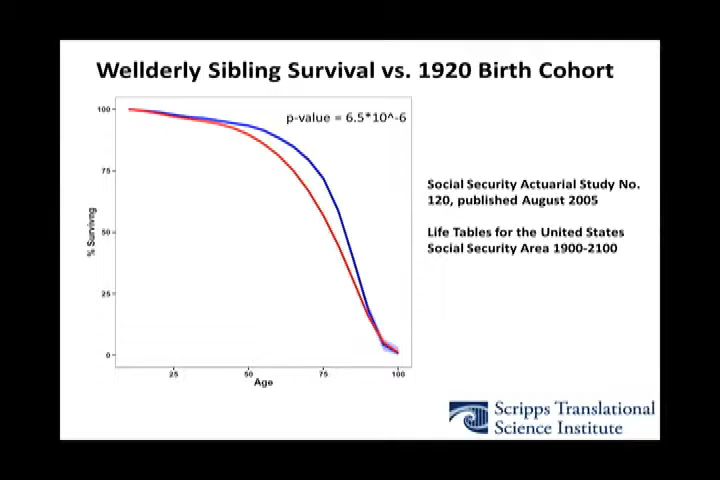 Wellderly Sibling Survival vs. 1920 Birth Cohort
p-value = 6.5*10^-6
100
75
50
25
0
% Survivng
25
50
75
100
Age
Social Security Actuarial Study No.
120, published August 2005
Life Tables for the United States
Social Security Area 1900-2100
Scripps Translational
Science Institute